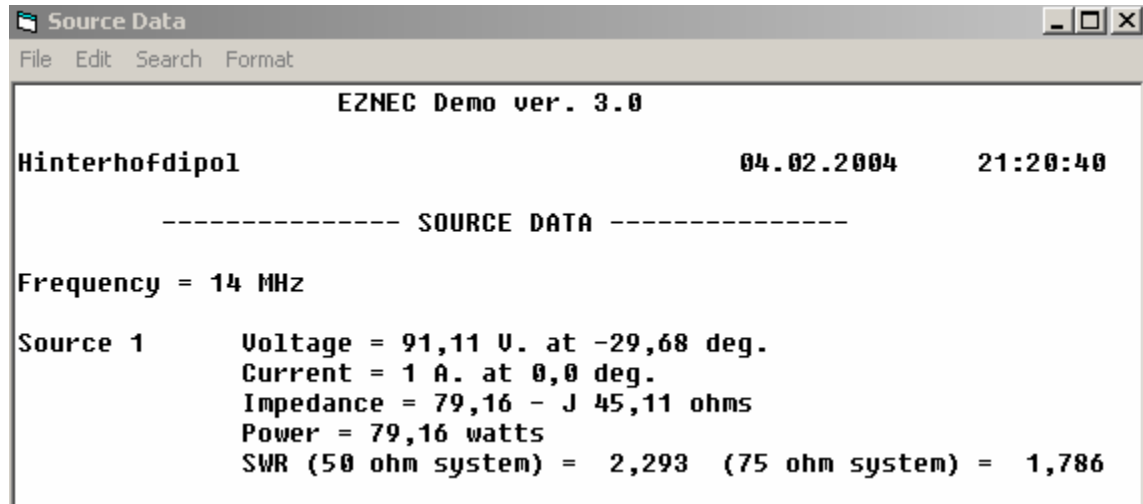 Source Data
File Edit Search Format
EZNEC Demo ver. 3.0
Hinterhofdipol 04.02.2004 21:20:40
--------------- SOURCE DATA ---------------
Frequency = 14 MHz
Source 1 Voltage = 91,11 V. at -29,68 deg.
Current = 1 A. at 0,0 deg.
Impedance = 79,16 - J 45,11 ohms
Power = 79,16 watts
SWR (50 ohm system) = 2,293 (75 ohm system) = 1,786